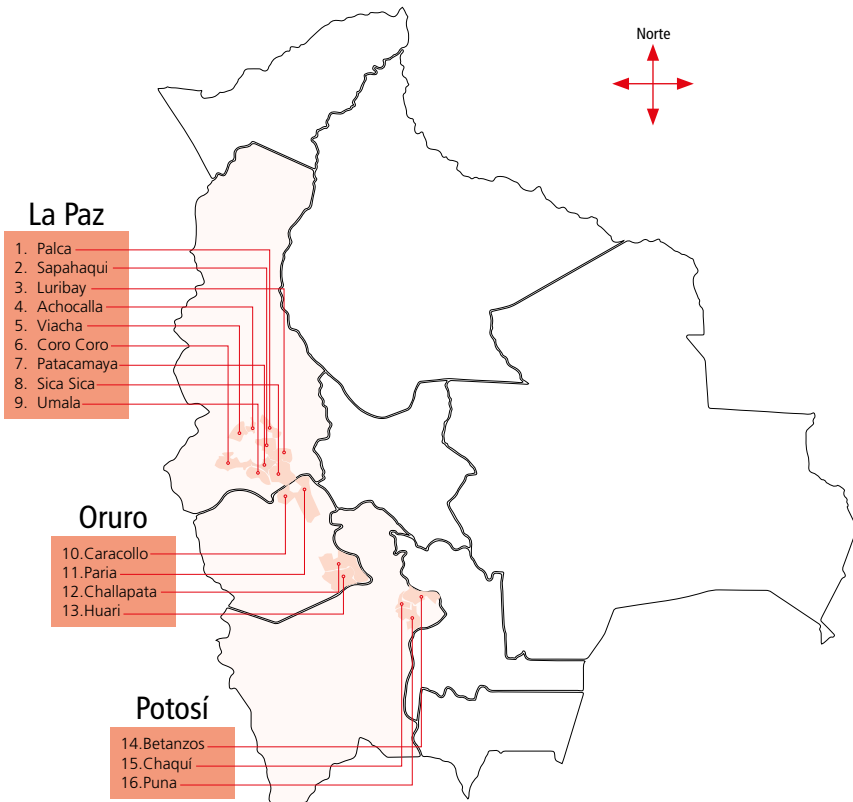 Norte
La Paz
1. Palca
2. Sapahaqui
3. Luribay
4. Achocalla
5. Viacha
6. Coro Coro
7. Patacamaya
8. Sica Sica
9. Umala
Oruro
10.Caracollo
11.Paria
12.Challapata
13.Huari
Potosí
14.Betanzos
15.Chaquí
16.Puna